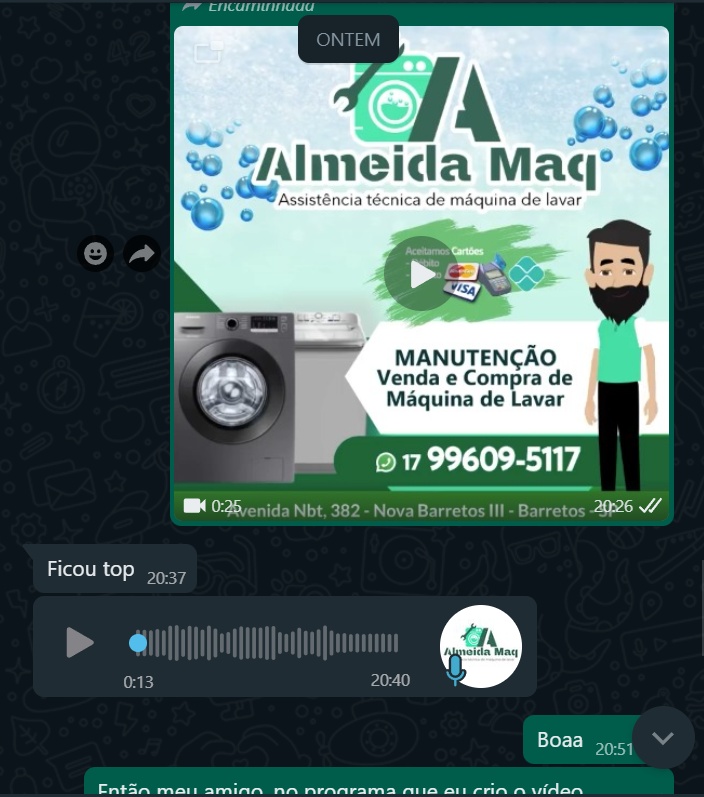 Encaminhada
ONTEM
Almeida Maq
Assistência técnica de máquina de lavar
Aceitamos Cartões
MANUTENÇÃO
Venda e Compra de
Máquina de Lavar
17 99609-5117
0:25
20:26
Avenida Nbt, 382 - Nova Barretos III - Barretos - SP
Ficou top
20:37
Almeida Maq
0:13
20:40
Boaa
20:51
Então meu amigo, no programa que eu crio o vídeo